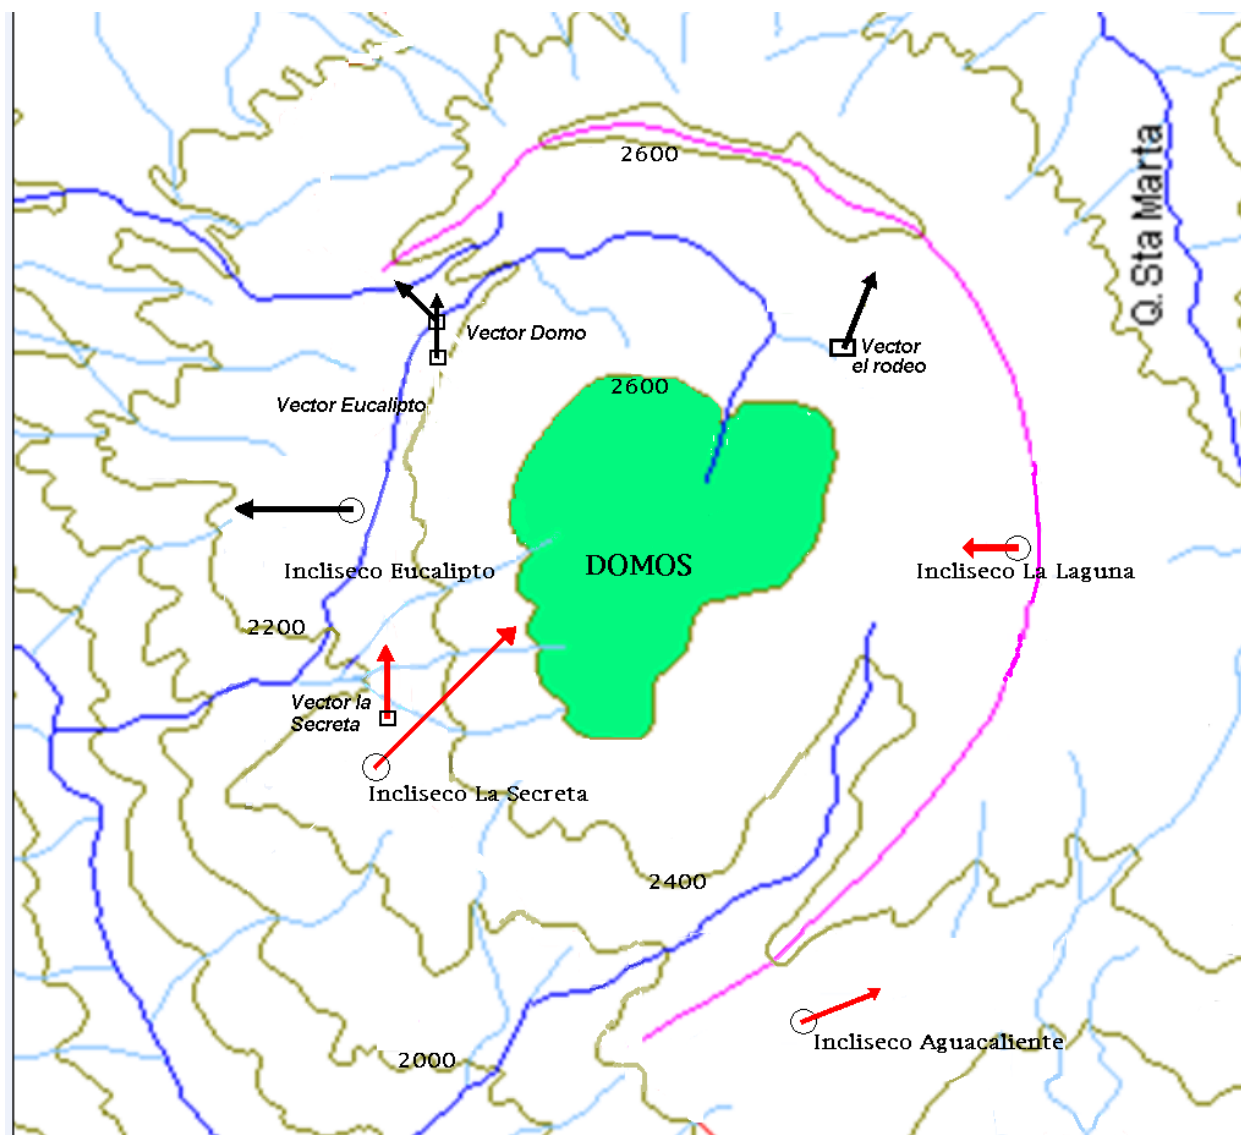 2600
Q. Sta Marta
Vector Domo
Vector
el rodeo
2600
Vector Eucalipto
DOMOS
Incliseco Eucalipto
Incliseco La Laguna
2200
Vector la
Secreta
Incliseco La Secreta
2400
Incliseco Aguacaliente
2000